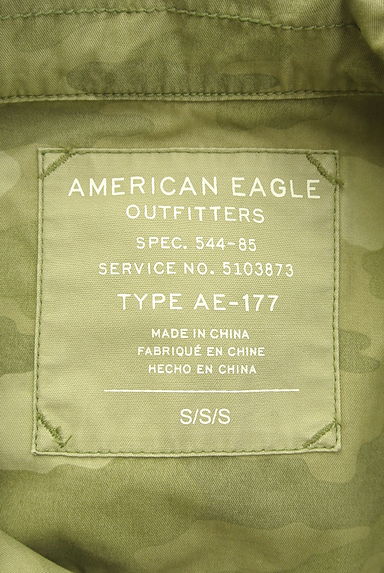 AMERICAN EAGLE
OUTFITTERS
SPEC. 544-85
SERVICE NO. 5103873
TYPE AE-177
MADE IN CHINA
FABRIQUÉ EN CHINE
HECHO EN CHINA
S/S/S